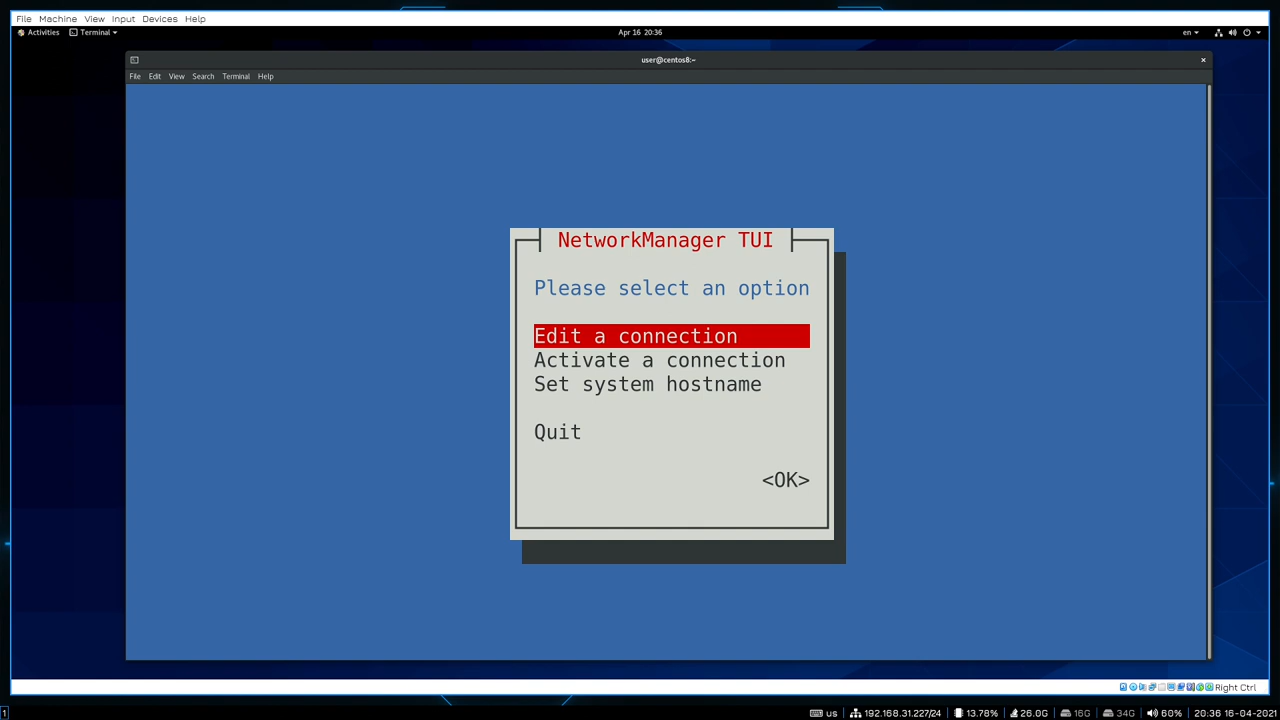 File Machine View Input Devices Help
Activities Terminal Apr 16 20:36 en
user@centos8:~ ×
File Edit View Search Terminal Help
NetworkManager TUI
Please select an option
Edit a connection
Activate a connection
Set system hostname
Quit
<OK>
Right Ctrl
1 us 192.168.31.227/24 13.78% 26.0G 16G 34G 60% 20:36 16-04-2021